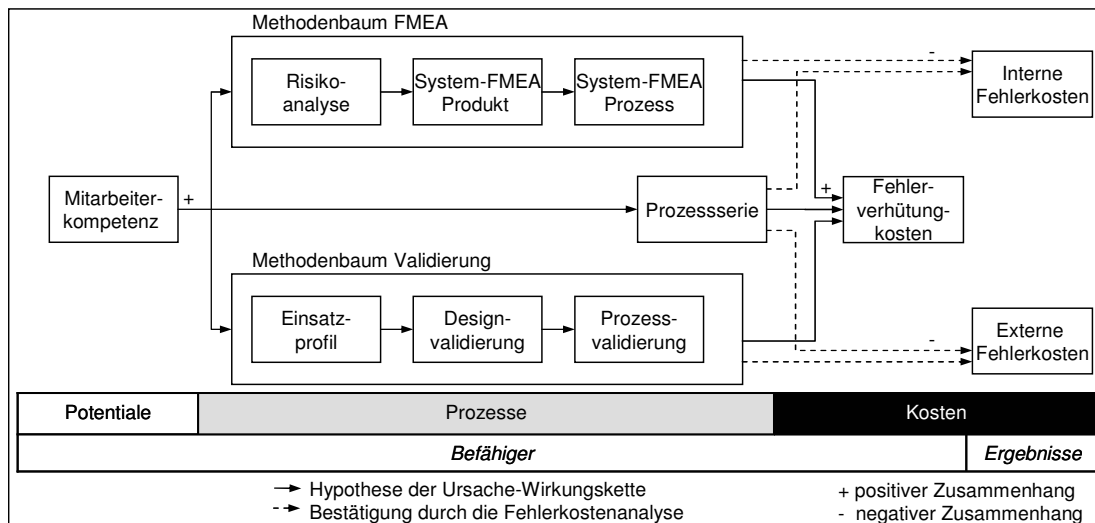 Methodenbaum FMEA
Risiko-
analyse
System-FMEA
Produkt
System-FMEA
Prozess
-
Interne
Fehlerkosten
Mitarbeiter-
kompetenz
+
Prozessserie
+
Fehler-
verhütung-
kosten
Methodenbaum Validierung
Einsatz-
profil
Design-
validierung
Prozess-
validierung
-
Externe
Fehlerkosten
Potentiale
Prozesse
Kosten
Befähiger
Ergebnisse
Hypothese der Ursache-Wirkungskette
Bestätigung durch die Fehlerkostenanalyse
+ positiver Zusammenhang
- negativer Zusammenhang